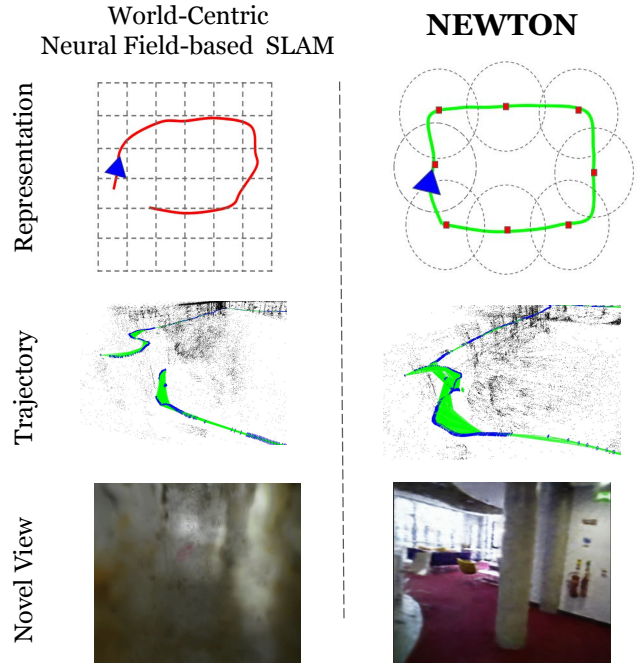 World-Centric
Neural Field-based SLAM
NEWTON
Representation
Trajectory
Novel View